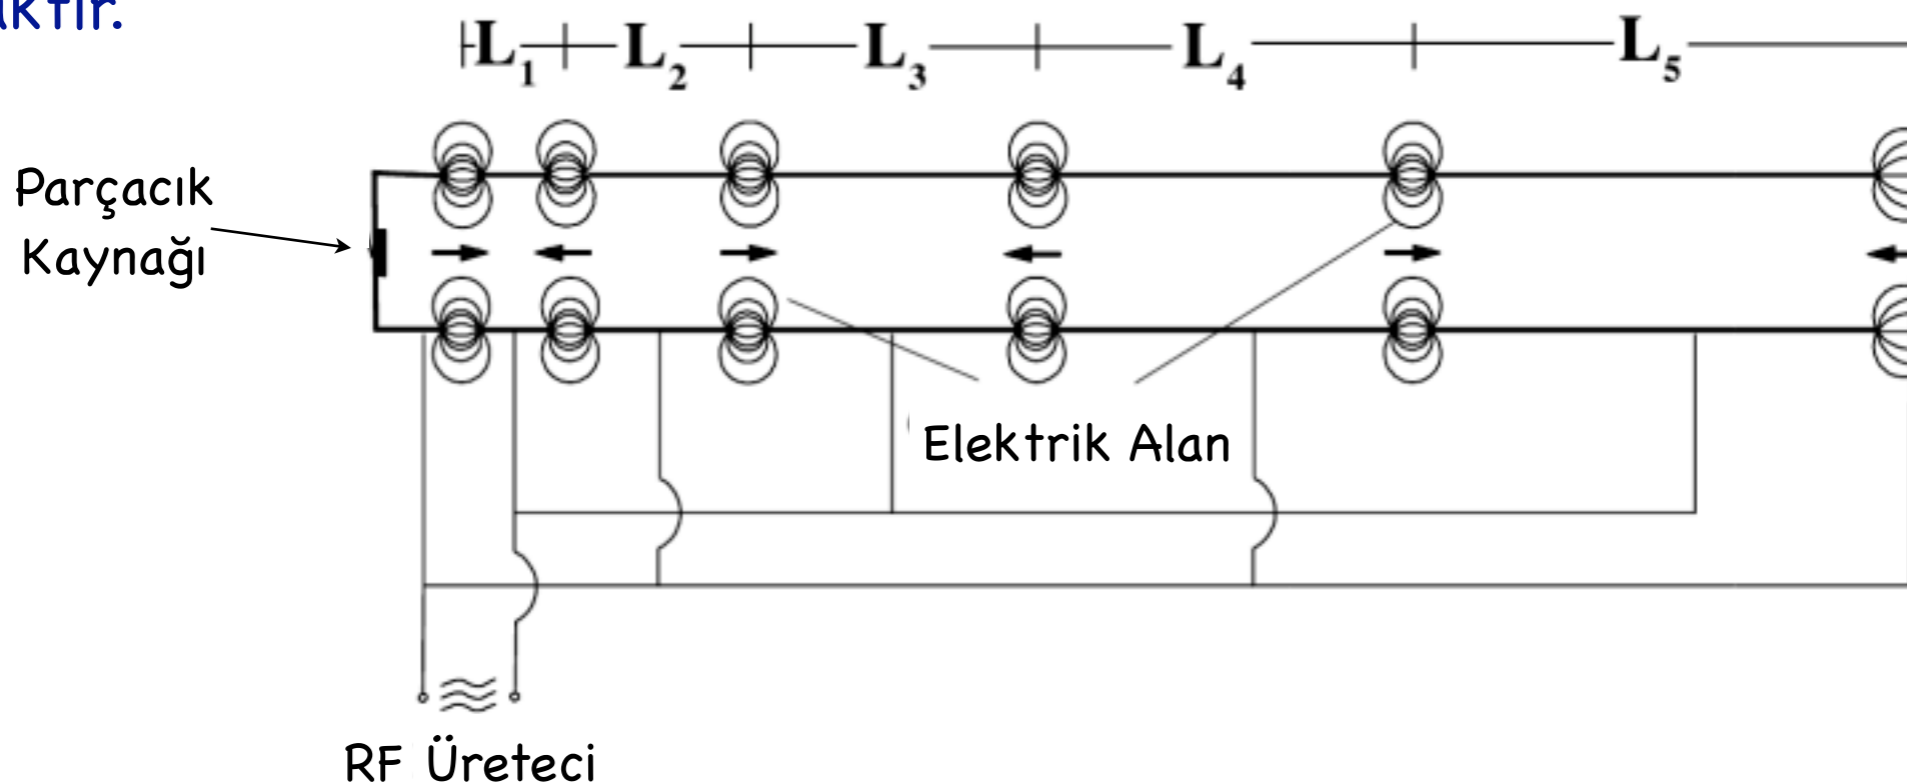 L1 L2 L3 L4 L5
Parçacık
Kaynağı
Elektrik Alan
RF Üreteci